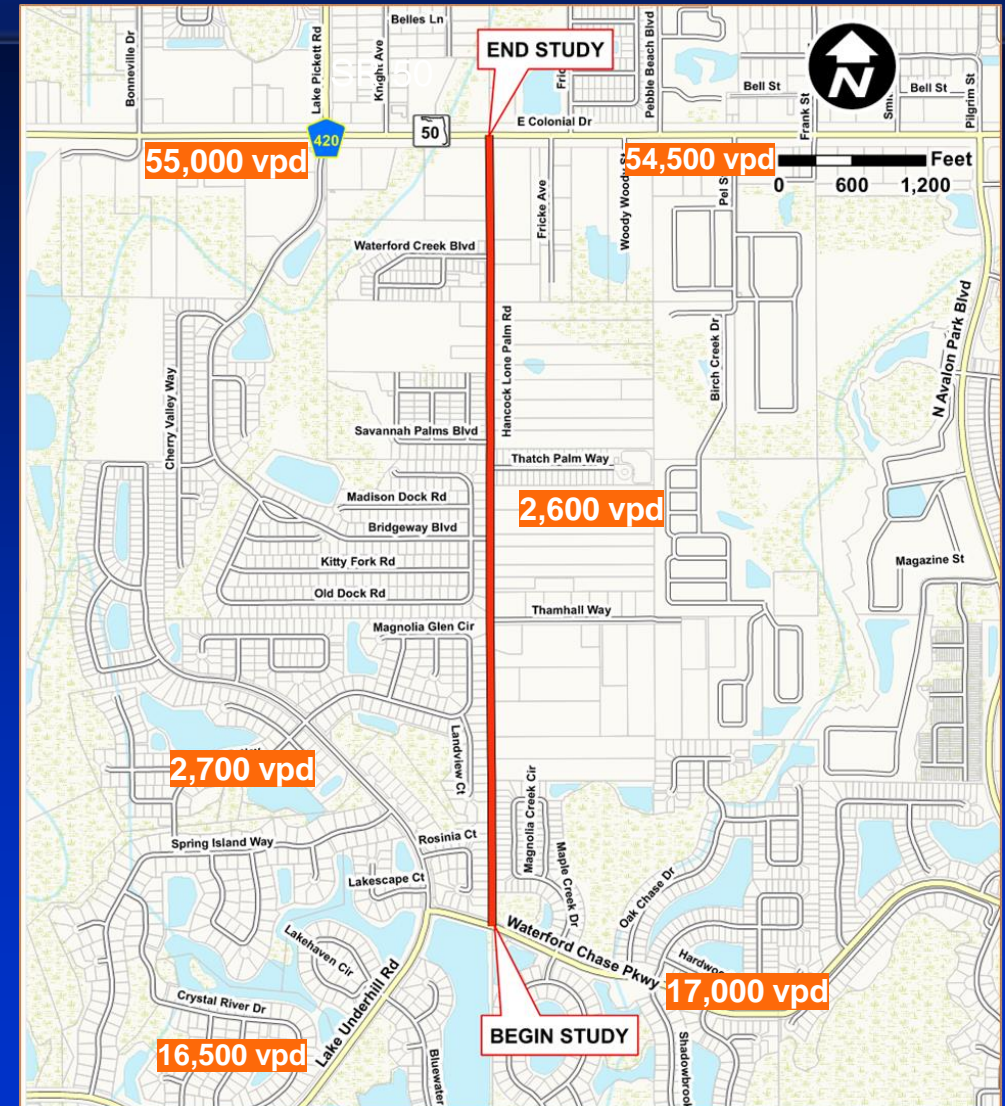 Belles Ln
Bonneville Dr
Lake Pickett Rd
Knight Ave
END STUDY
Pebble Beach Blvd
N
Bell St
Frank St
Bell St
Pilgrim St
E Colonial Dr
50
420
55,000 vpd
54,500 vpd
Feet
0 600 1,200
Fricke Ave
Woody Woody St
Waterford Creek Blvd
Hancock Lone Palm Rd
Birch Creek Dr
N Avalon Park Blvd
Cherry Valley Way
Savannah Palms Blvd
Thatch Palm Way
Madison Dock Rd
2,600 vpd
Bridgeway Blvd
Kitty Fork Rd
Magazine St
Old Dock Rd
Thamhall Way
Magnolia Glen Cir
Landview Ct
2,700 vpd
Magnolia Creek Cir
Rosinia Ct
Spring Island Way
Maple Creek Dr
Lakescape Ct
Oak Chase Dr
Waterford Chase Pkwy
Lakehaven Cir
Lake Underhill Rd
17,000 vpd
Crystal River Dr
BEGIN STUDY
16,500 vpd
Bluewater
Shadowbrook